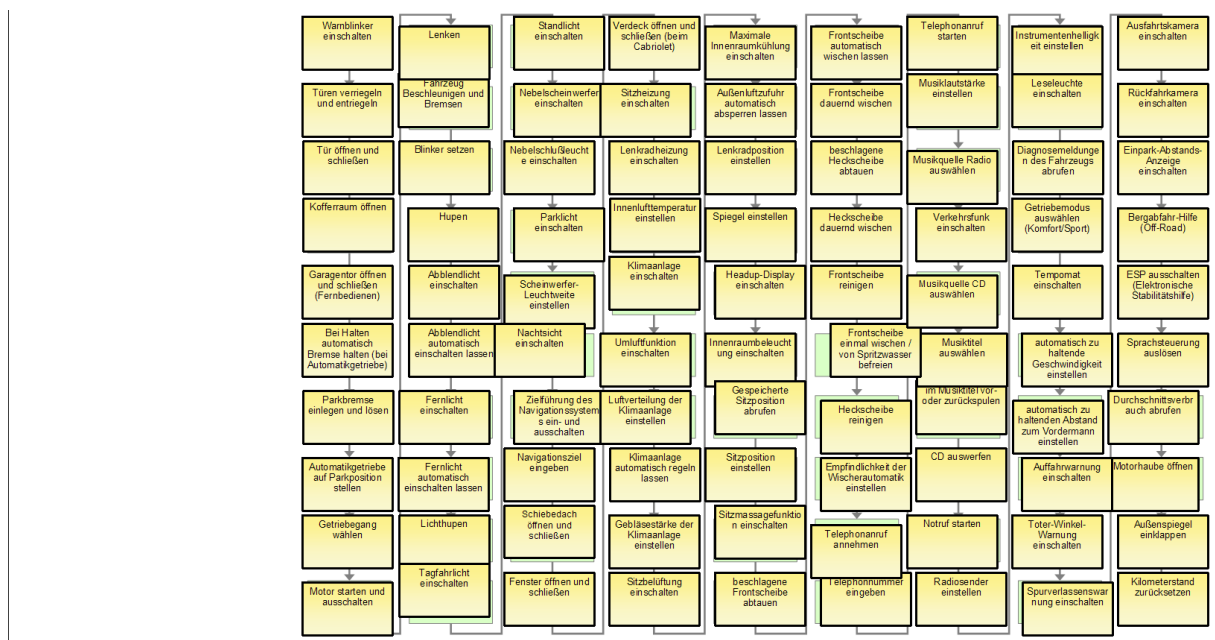 Warnblinker
einschalten
Türen verriegeln
und entriegeln
Tür öffnen und
schließen
Kofferraum öffnen
Garagentor öffnen
und schließen
(Fernbedienen)
Bei Halten
automatisch
Bremse halten (bei
Automatikgetriebe)
Parkbremse
einlegen und lösen
Automatikgetriebe
auf Parkposition
stellen
Getriebegang
wählen
Motor starten und
ausschalten
Lenken
Fahrzeug
Beschleunigen und
Bremsen
Blinker setzen
Hupen
Abblendlicht
einschalten
Abblendlicht
automatisch
einschalten lassen
Fernlicht
einschalten
Fernlicht
automatisch
einschalten lassen
Lichthupen
Tagfahrlicht
einschalten
Standlicht
einschalten
Nebelscheinwerfer
einschalten
Nebelschlußleucht
e einschalten
Parklicht
einschalten
Scheinwerfer-
Leuchtweite
einstellen
Nachtsicht
einschalten
Zielführung des
Navigationssystem
s ein- und
ausschalten
Navigationsziel
eingeben
Schiebedach
öffnen und
schließen
Fenster öffnen und
schließen
Verdeck öffnen und
schließen (beim
Cabriolet)
Sitzheizung
einschalten
Lenkradheizung
einschalten
Innenlufttemperatur
einstellen
Klimaanlage
einschalten
Umluftfunktion
einschalten
Luftverteilung der
Klimaanlage
einstellen
Klimaanlage
automatisch regeln
lassen
Gebläsestärke der
Klimaanlage
einstellen
Sitzbelüftung
einschalten
Maximale
Innenraumkühlung
einschalten
Außenluftzufuhr
automatisch
absperren lassen
Lenkradposition
einstellen
Spiegel einstellen
Headup-Display
einschalten
Innenraumbeleucht
ung einschalten
Gespeicherte
Sitzposition
abrufen
Sitzposition
einstellen
Sitzmassagefunktio
n einschalten
beschlagene
Frontscheibe
abtauen
Frontscheibe
automatisch
wischen lassen
Frontscheibe
dauernd wischen
beschlagene
Heckscheibe
abtauen
Heckscheibe
dauernd wischen
Frontscheibe
reinigen
Frontscheibe
einmal wischen /
von Spritzwasser
befreien
Heckscheibe
reinigen
Empfindlichkeit der
Wischerautomatik
einstellen
Telephonanruf
annehmen
Telephonnummer
eingeben
Telephonanruf
starten
Musiklautstärke
einstellen
Musikquelle Radio
auswählen
Verkehrsfunk
einschalten
Musikquelle CD
auswählen
Musiktitel
auswählen
im Musiktitel vor-
oder zurückspulen
CD auswerfen
Notruf starten
Radiosender
einstellen
Instrumentenhellig
keit einstellen
Leseleuchte
einschalten
Diagnosemeldunge
n des Fahrzeugs
abrufen
Getriebemodus
auswählen
(Komfort/Sport)
Tempomat
einschalten
automatisch zu
haltende
Geschwindigkeit
einstellen
automatisch zu
haltenden Abstand
zum Vordermann
einstellen
Auffahrwarnung
einschalten
Toter-Winkel-
Warnung
einschalten
Spurverlassenswar
nung einschalten
Ausfahrtskamera
einschalten
Rückfahrkamera
einschalten
Einpark-Abstands-
Anzeige
einschalten
Bergabfahr-Hilfe
(Off-Road)
ESP ausschalten
(Elektronische
Stabilitätshilfe)
Sprachsteuerung
auslösen
Durchschnittsverbr
auch abrufen
Motorhaube öffnen
Außenspiegel
einklappen
Kilometerstand
zurücksetzen